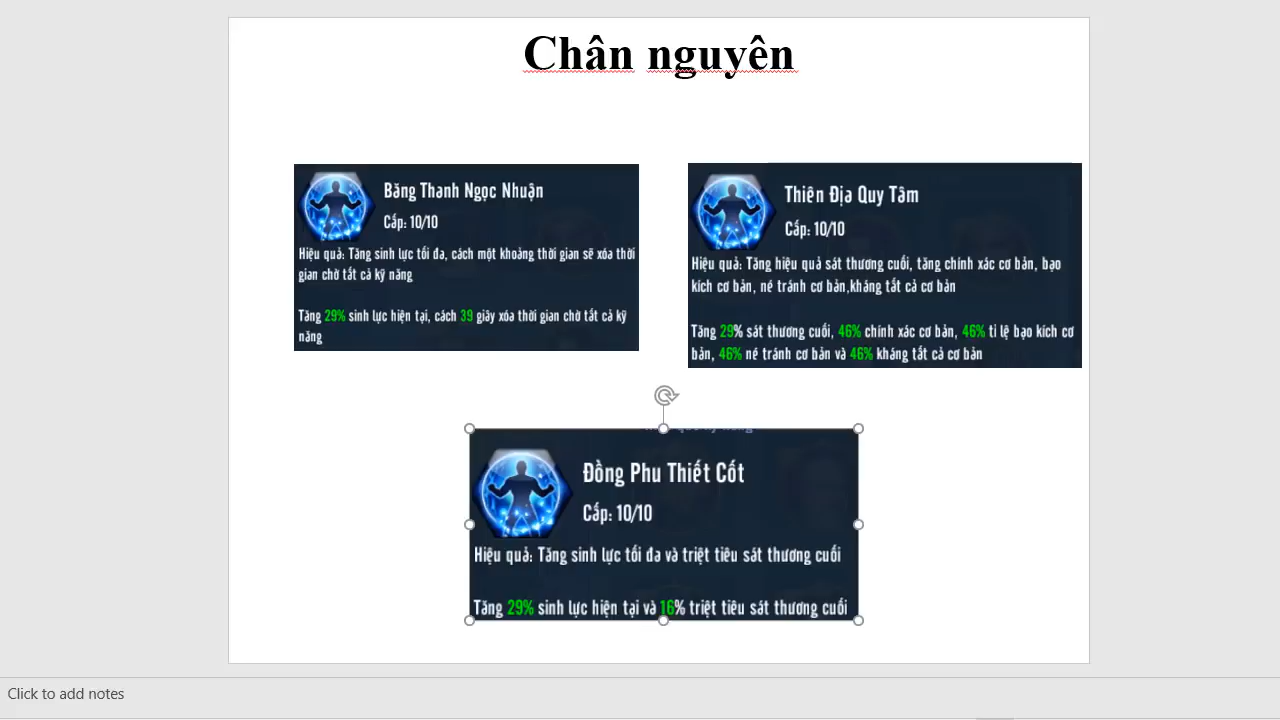 Chân nguyên
Băng Thanh Ngọc Nhuận
Cấp: 10/10
Hiệu quả: Tăng sinh lực tối đa, cách một khoảng thời gian sẽ xóa thời
gian chờ tất cả kỹ năng
Tăng 29% sinh lực hiện tại, cách 39 giây xóa thời gian chờ tất cả kỹ
năng
Thiên Địa Quy Tâm
Cấp: 10/10
Hiệu quả: Tăng hiệu quả sát thương cuối, tăng chính xác cơ bản, bạo
kích cơ bản, né tránh cơ bản,kháng tất cả cơ bản
Tăng 29% sát thương cuối, 46% chính xác cơ bản, 46% tỉ lệ bạo kích cơ
bản, 46% né tránh cơ bản và 46% kháng tất cả cơ bản
Đồng Phu Thiết Cốt
Cấp: 10/10
Hiệu quả: Tăng sinh lực tối đa và triệt tiêu sát thương cuối
Tăng 29% sinh lực hiện tại và 16% triệt tiêu sát thương cuối
Click to add notes